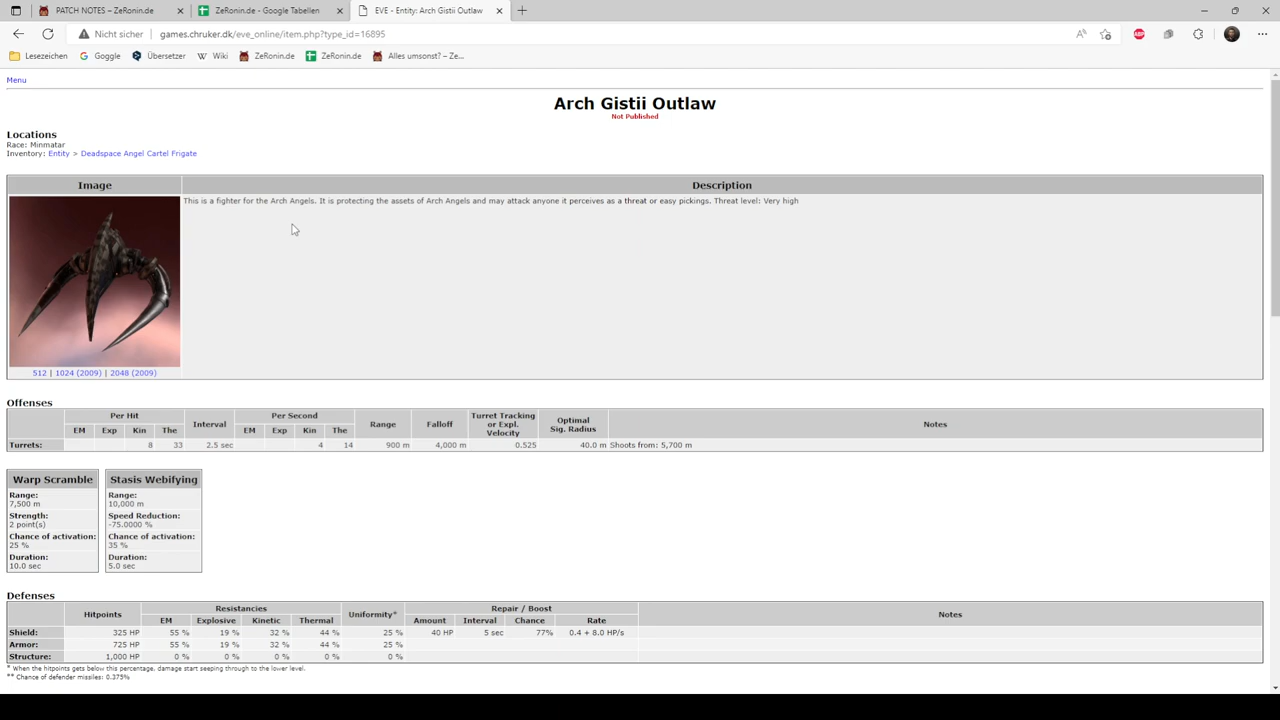 PATCH NOTES – ZeRonin.de
ZeRonin.de - Google Tabellen
EVE - Entity: Arch Gistii Outlaw
Nicht sicher
games.chruker.dk/eve_online/item.php?type_id=16895
Lesezeichen
Goggle
Übersetzer
Wiki
ZeRonin.de
ZeRonin.de
Alles umsonst? – Ze...
Menu
Arch Gistii Outlaw
Not Published
Locations
Race: Minmatar
Inventory: Entity > Deadspace Angel Cartel Frigate
Image
Description
This is a fighter for the Arch Angels. It is protecting the assets of Arch Angels and may attack anyone it perceives as a threat or easy pickings. Threat level: Very high
512 | 1024 (2009) | 2048 (2009)
Offenses
Per Hit Interval Per Second Range Falloff Turret Tracking or Expl. Velocity Optimal Sig. Radius Notes
EM Exp Kin The EM Exp Kin The
Turrets: 8 33 2.5 sec 4 14 900 m 4,000 m 0.525 40.0 m Shoots from: 5,700 m
Warp Scramble
Range:
7,500 m
Strength:
2 point(s)
Chance of activation:
25 %
Duration:
10.0 sec
Stasis Webifying
Range:
10,000 m
Speed Reduction:
-75.0000 %
Chance of activation:
35 %
Duration:
5.0 sec
Defenses
Hitpoints Resistancies Uniformity* Repair / Boost Notes
EM Explosive Kinetic Thermal Amount Interval Chance Rate
Shield: 325 HP 55 % 19 % 32 % 44 % 25 % 40 HP 5 sec 77% 0.4 + 8.0 HP/s
Armor: 725 HP 55 % 19 % 32 % 44 % 25 %
Structure: 1,000 HP 0 % 0 % 0 % 0 % 0 %
* When the hitpoints gets below this percentage, damage start seeping through to the lower level.
** Chance of defender missiles: 0.375%